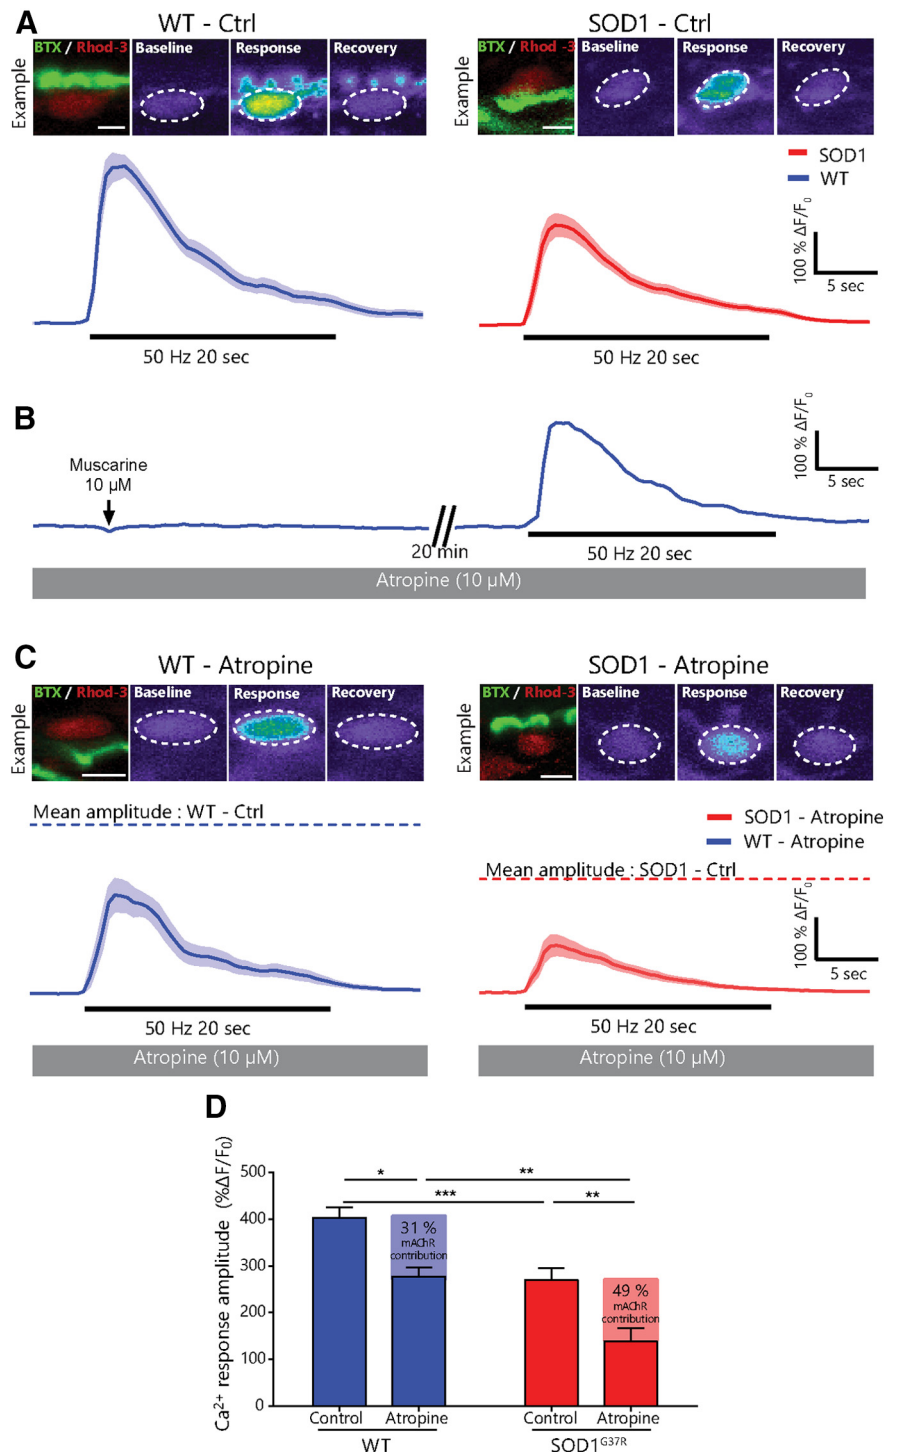 A
WT - Ctrl
SOD1 - Ctrl
Example
BTX / Rhod-3
Baseline
Response
Recovery
Example
BTX / Rhod -3
Baseline
Response
Recovery
SOD1
WT
100 % ΔF/F0
5 sec
50 Hz 20 sec
50 Hz 20 sec
B
Muscarine
10 µM
100 % ΔF/F0
5 sec
20 min
50 Hz 20 sec
Atropine (10 µM)
C
WT - Atropine
SOD1 - Atropine
Example
BTX / Rhod-3
Baseline
Response
Recovery
Example
BTX / Rhod-3
Baseline
Response
Recovery
Mean amplitude : WT - Ctrl
SOD1 - Atropine
WT - Atropine
Mean amplitude : SOD1 - Ctrl
100 % ΔF/F0
5 sec
50 Hz 20 sec
50 Hz 20 sec
Atropine (10 µM)
Atropine (10 µM)
D
Ca2+ response amplitude (%ΔF/F0)
500
400
300
200
100
0
*
**
***
**
31 %
mAChR
contribution
49 %
mAChR
contribution
Control
Atropine
Control
Atropine
WT
SOD1G37R